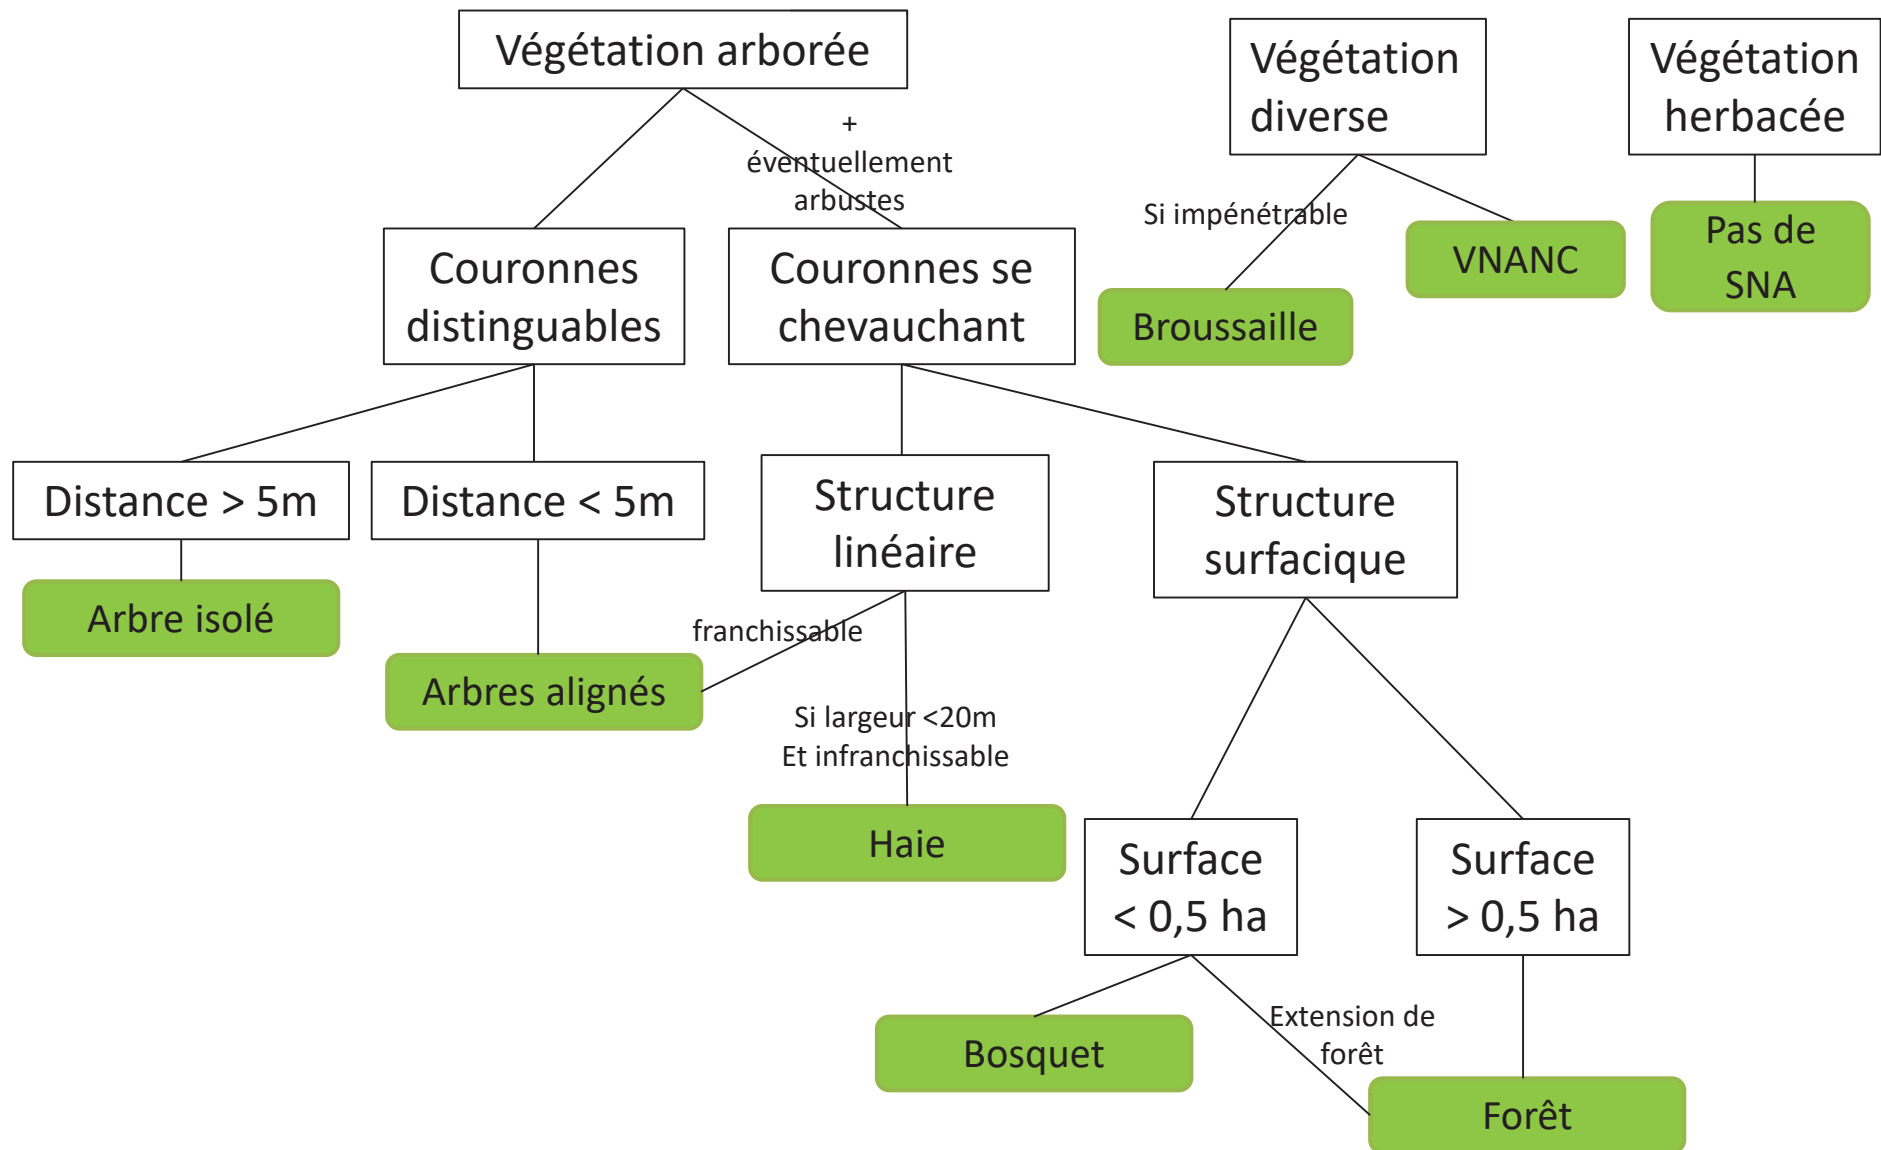 Végétation arborée
Végétation
diverse
Végétation
herbacée
+
éventuellement
arbustes
Si impénétrable
VNANC
Pas de
SNA
Couronnes
distinguables
Couronnes se
chevauchant
Broussaille
Distance > 5m
Distance < 5m
Structure
linéaire
Structure
surfacique
Arbre isolé
franchissable
Arbres alignés
Si largeur <20m
Et infranchissable
Haie
Surface
< 0,5 ha
Surface
> 0,5 ha
Bosquet
Extension de
forêt
Forêt